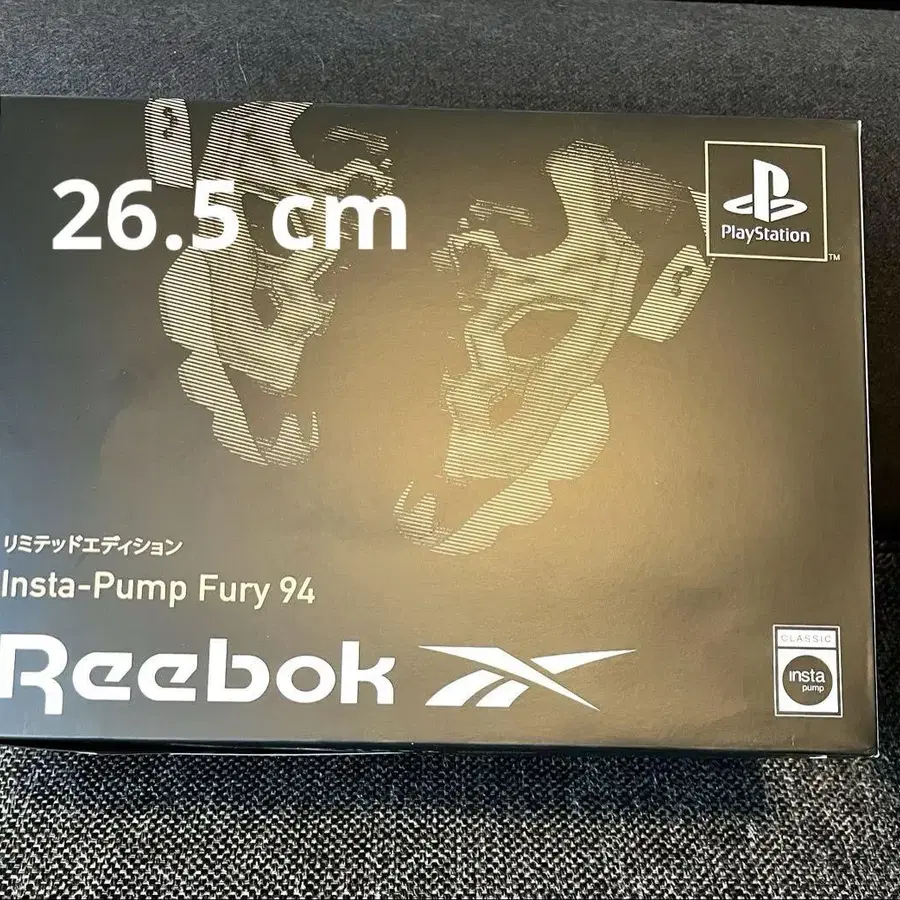 26.5 cm
PlayStation
TM
リミテッドエディション
Insta-Pump Fury 94
Reebok
CLASSIC
insta
pump